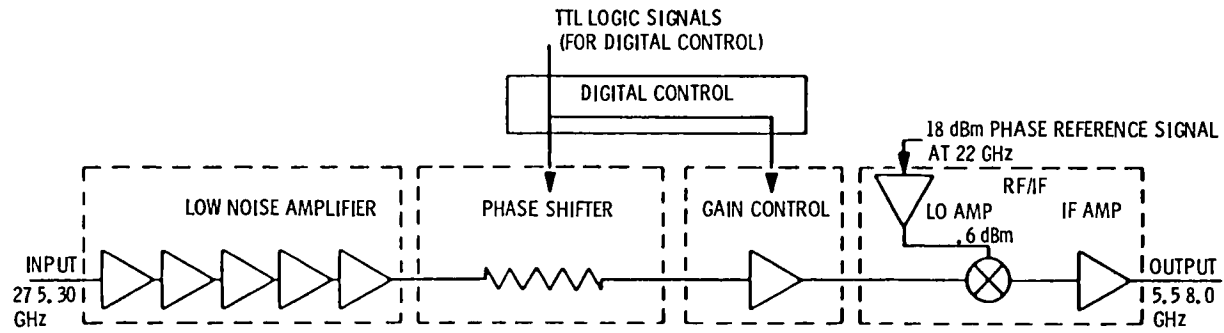 TTL LOGIC SIGNALS
(FOR DIGITAL CONTROL)
DIGITAL CONTROL
18 dBm PHASE REFERENCE SIGNAL
AT 22 GHz
LOW NOISE AMPLIFIER
PHASE SHIFTER
GAIN CONTROL
RF/IF
LO AMP
IF AMP
.6 dBm
INPUT
27 5. 30
GHz
OUTPUT
5.5 8.0
GHz